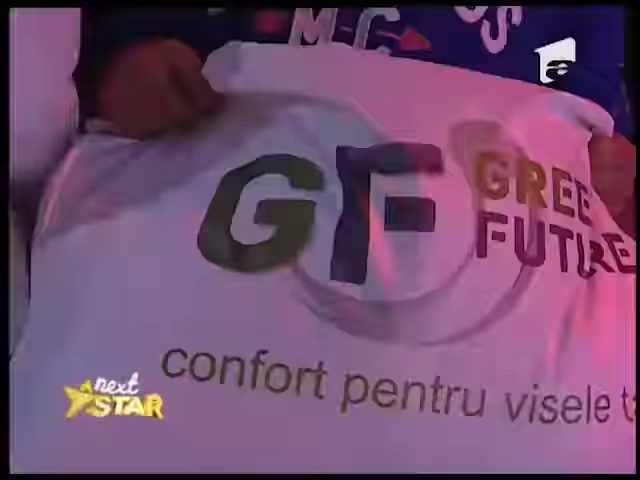 M-C
GF
GREE
FUTURE
confort pentru visele t
next
STAR